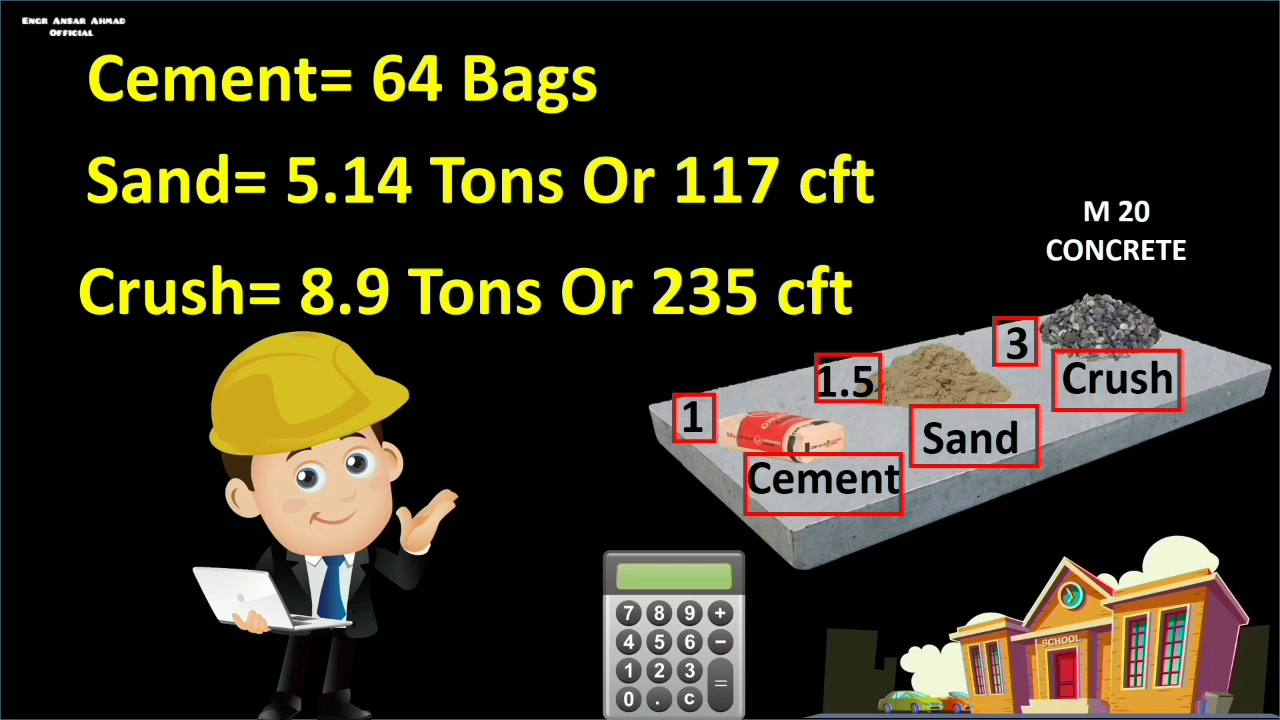 Engr Ansar Ahmad
Official
Cement= 64 Bags
Sand= 5.14 Tons Or 117 cft
Crush= 8.9 Tons Or 235 cft
M 20
CONCRETE
3
Crush
1.5
Sand
1
Cement
7 8 9 +
4 5 6 −
1 2 3 =
0 . c
SCHOOL